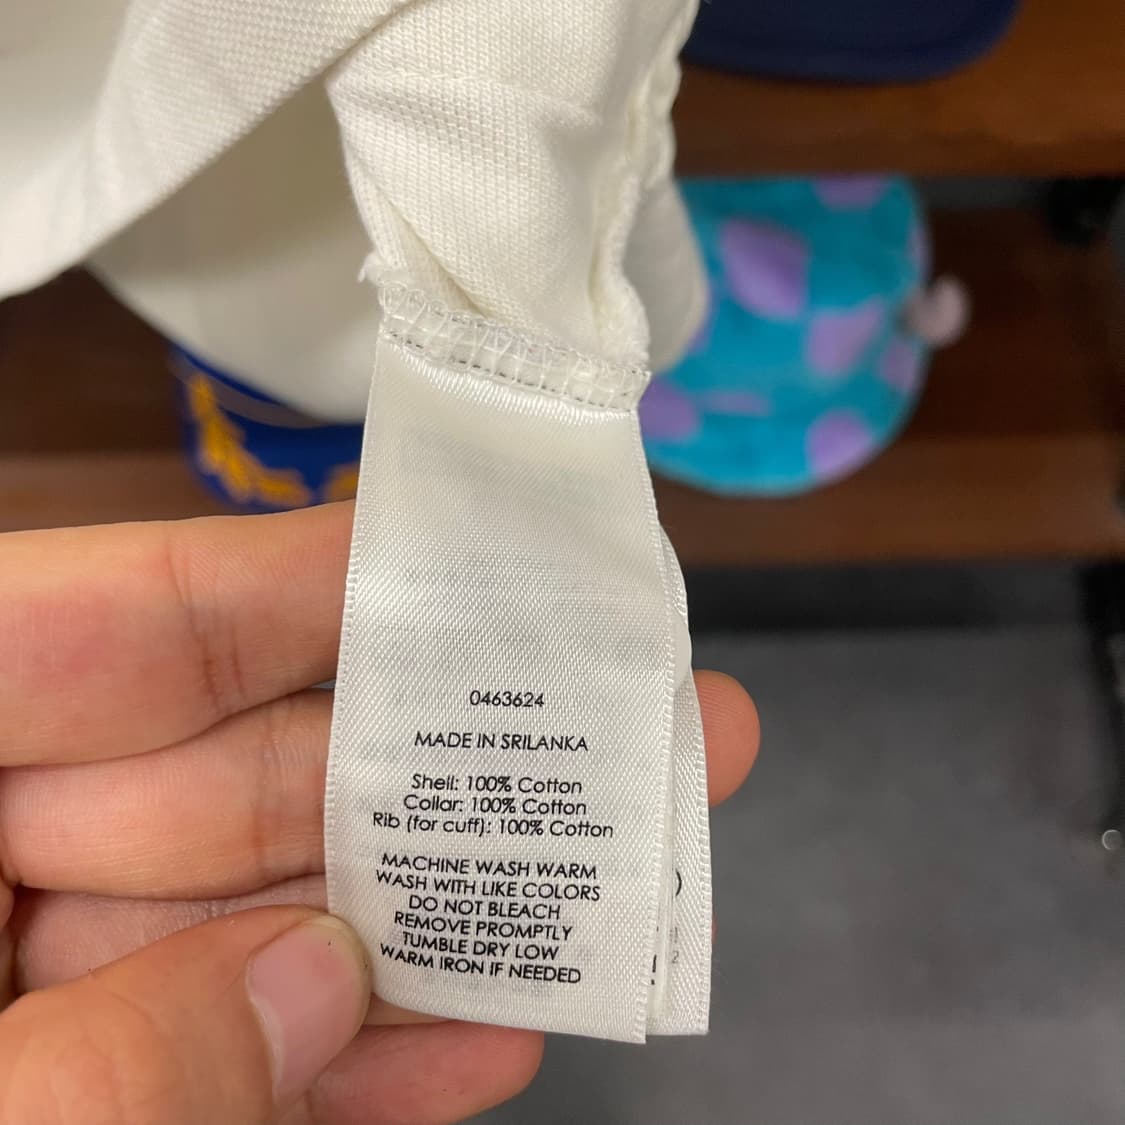 0463624
MADE IN SRILANKA
Shell: 100% Cotton
Collar: 100% Cotton
Rib (for cuff): 100% Cotton
MACHINE WASH WARM
WASH WITH LIKE COLORS
DO NOT BLEACH
REMOVE PROMPTLY
TUMBLE DRY LOW
WARM IRON IF NEEDED